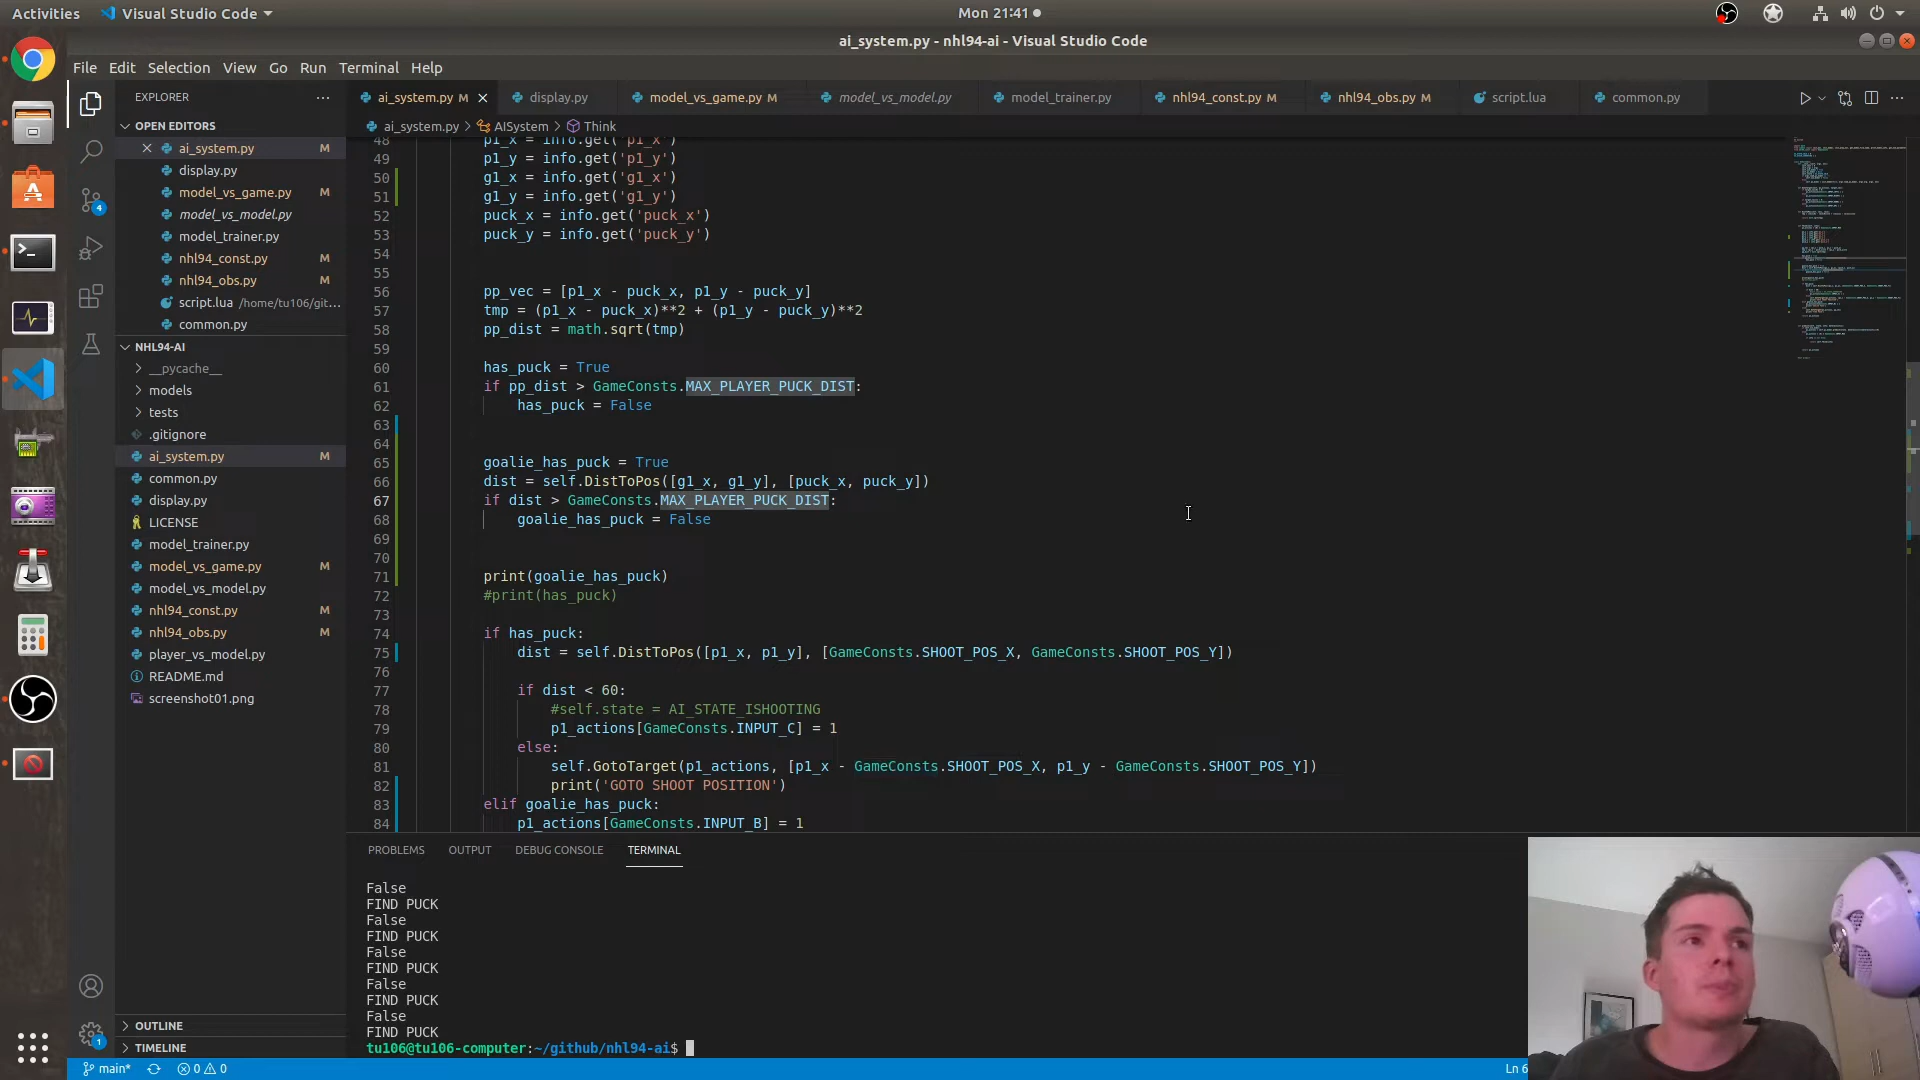 Activities
Visual Studio Code
Mon 21:41
ai_system.py - nhl94-ai - Visual Studio Code
File Edit Selection View Go Run Terminal Help
EXPLORER
OPEN EDITORS
ai_system.py M
display.py
model_vs_game.py M
model_vs_model.py
model_trainer.py
nhl94_const.py M
nhl94_obs.py M
script.lua /home/tu106/git...
common.py
NHL94-AI
__pycache__
models
tests
.gitignore
ai_system.py M
common.py
display.py
LICENSE
model_trainer.py
model_vs_game.py M
model_vs_model.py
nhl94_const.py M
nhl94_obs.py M
player_vs_model.py
README.md
screenshot01.png
OUTLINE
TIMELINE
4
1
ai_system.py M display.py model_vs_game.py M model_vs_model.py model_trainer.py nhl94_const.py M nhl94_obs.py M script.lua common.py
ai_system.py > AISystem > Think
48 p1_x = info.get('p1_x')
49 p1_y = info.get('p1_y')
50 g1_x = info.get('g1_x')
51 g1_y = info.get('g1_y')
52 puck_x = info.get('puck_x')
53 puck_y = info.get('puck_y')
54
55
56 pp_vec = [p1_x - puck_x, p1_y - puck_y]
57 tmp = (p1_x - puck_x)**2 + (p1_y - puck_y)**2
58 pp_dist = math.sqrt(tmp)
59
60 has_puck = True
61 if pp_dist > GameConsts.MAX_PLAYER_PUCK_DIST:
62 has_puck = False
63
64
65 goalie_has_puck = True
66 dist = self.DistToPos([g1_x, g1_y], [puck_x, puck_y])
67 if dist > GameConsts.MAX_PLAYER_PUCK_DIST:
68 goalie_has_puck = False
69
70
71 print(goalie_has_puck)
72 #print(has_puck)
73
74 if has_puck:
75 dist = self.DistToPos([p1_x, p1_y], [GameConsts.SHOOT_POS_X, GameConsts.SHOOT_POS_Y])
76
77 if dist < 60:
78 #self.state = AI_STATE_ISHOOTING
79 p1_actions[GameConsts.INPUT_C] = 1
80 else:
81 self.GotoTarget(p1_actions, [p1_x - GameConsts.SHOOT_POS_X, p1_y - GameConsts.SHOOT_POS_Y])
82 print('GOTO SHOOT POSITION')
83 elif goalie_has_puck:
84 p1_actions[GameConsts.INPUT_B] = 1
PROBLEMS OUTPUT DEBUG CONSOLE TERMINAL
False
FIND PUCK
False
FIND PUCK
False
FIND PUCK
False
FIND PUCK
False
FIND PUCK
tu106@tu106-computer:~/github/nhl94-ai$
main* 0 0
Ln 6